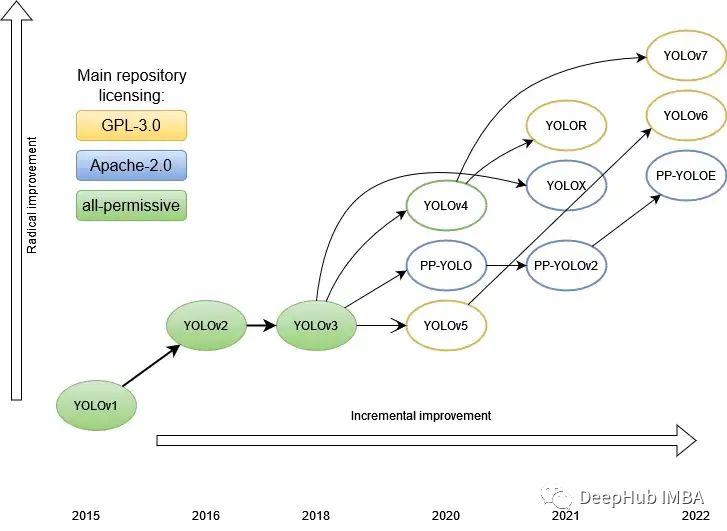 Main repository
licensing:
GPL-3.0
Apache-2.0
all-permissive
Radical improvement
YOLOv7
YOLOv6
YOLOR
YOLOX
PP-YOLOE
YOLOv4
PP-YOLO
PP-YOLOv2
YOLOv2
YOLOv3
YOLOv5
YOLOv1
Incremental improvement
DeepHub IMBA
2015
2016
2018
2020
2021
2022